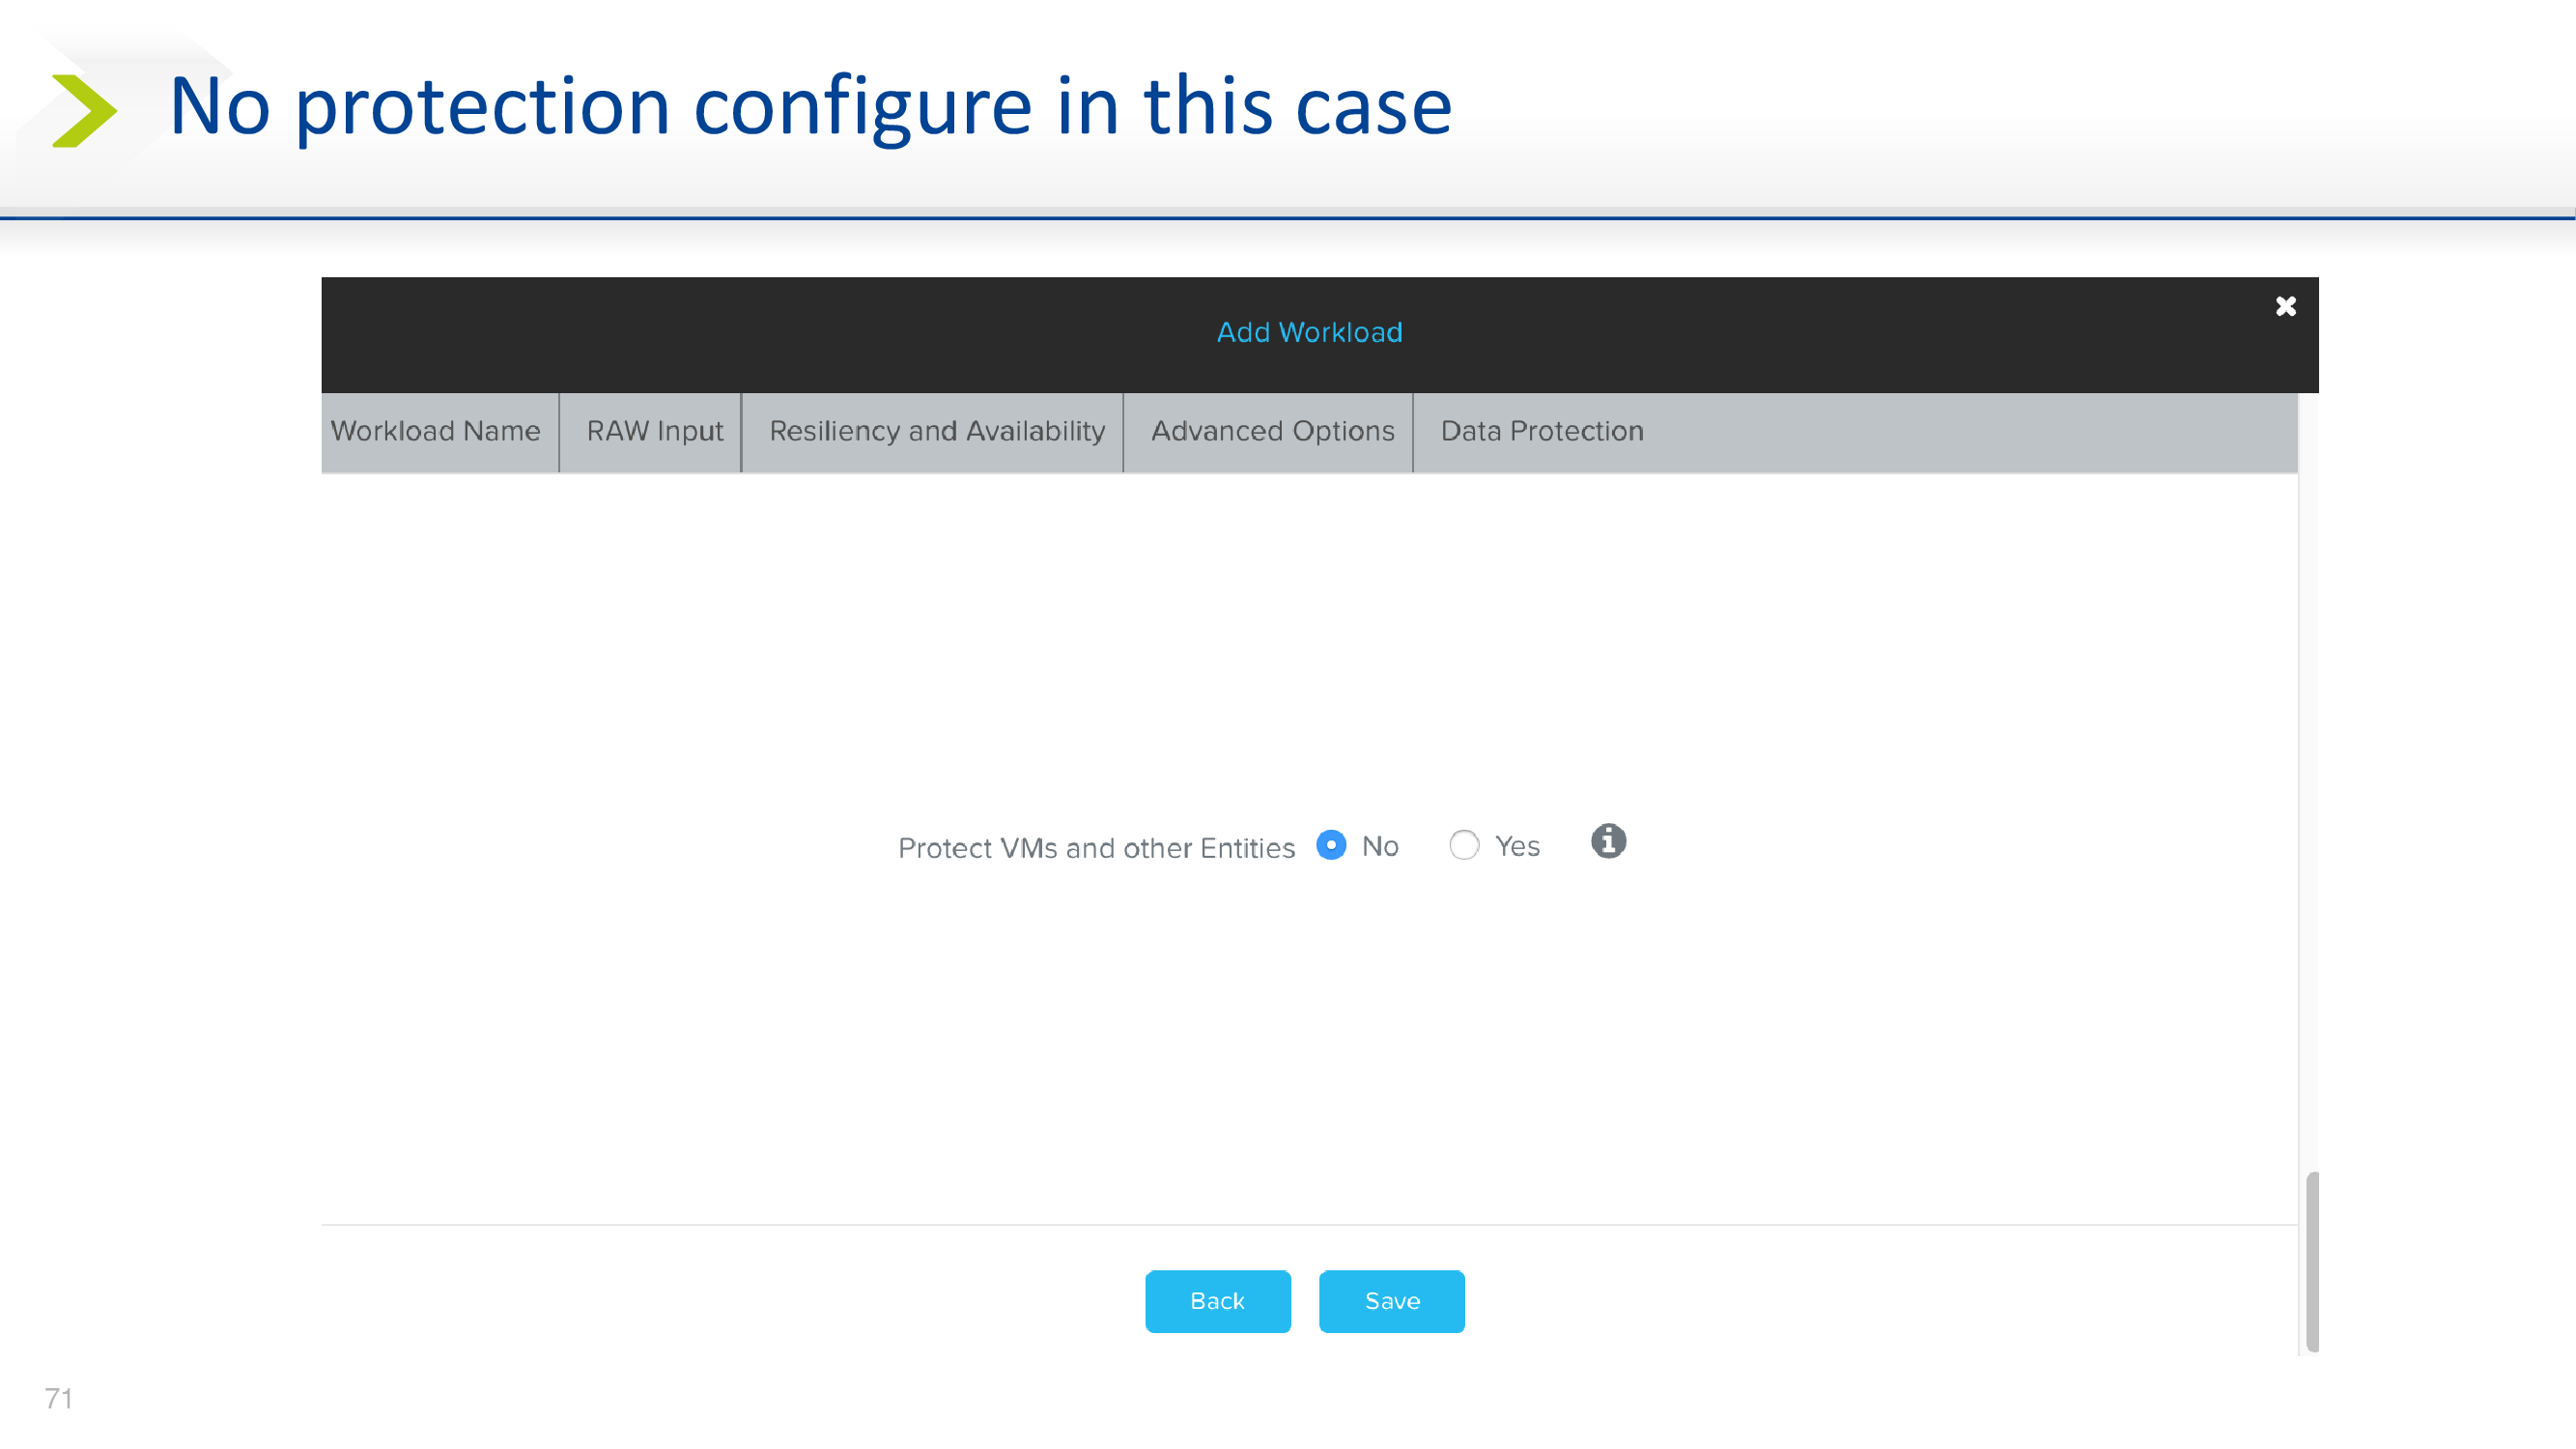 No protection configure in this case
Add Workload
Workload Name RAW Input Resiliency and Availability Advanced Options Data Protection
Protect VMs and other Entities No Yes
Back Save
71